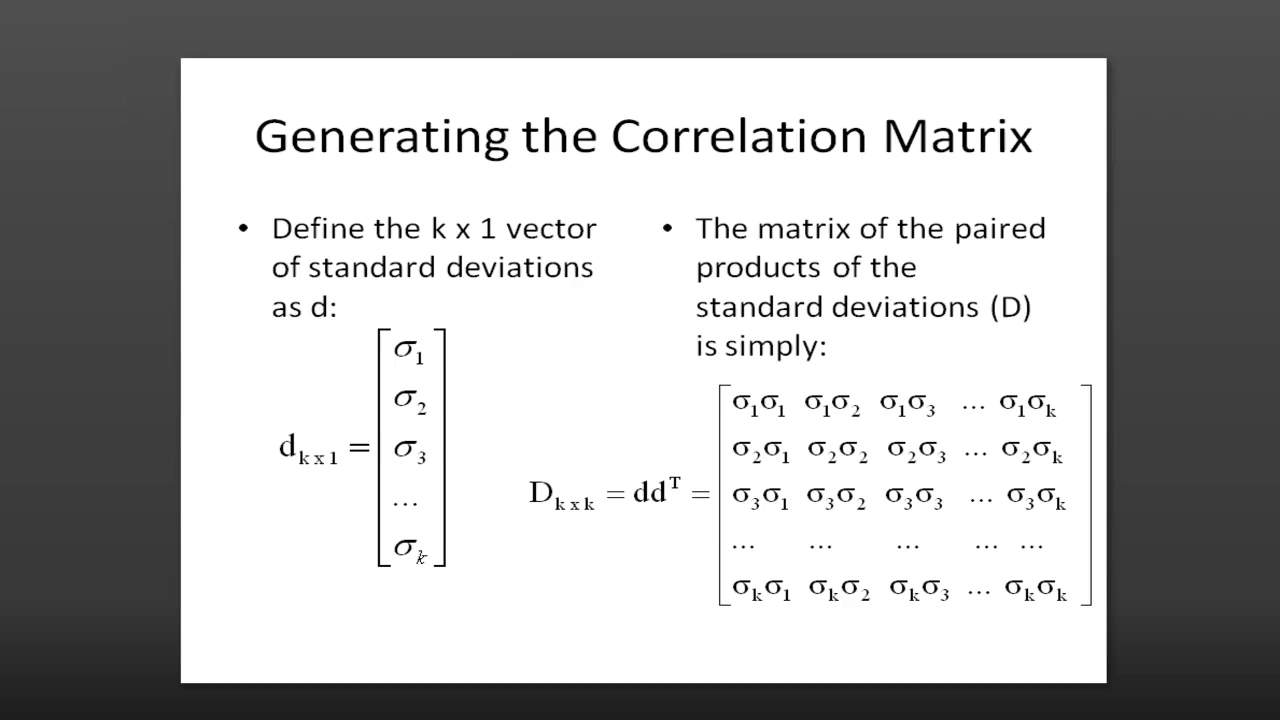 Generating the Correlation Matrix
• Define the k x 1 vector
of standard deviations
as d:
d k x 1 =
σ1
σ2
σ3
...
σk
• The matrix of the paired
products of the
standard deviations (D)
is simply:
D k x k = ddᵀ =
σ1σ1 σ1σ2 σ1σ3 ... σ1σk
σ2σ1 σ2σ2 σ2σ3 ... σ2σk
σ3σ1 σ3σ2 σ3σ3 ... σ3σk
... ... ... ... ...
σkσ1 σkσ2 σkσ3 ... σkσk